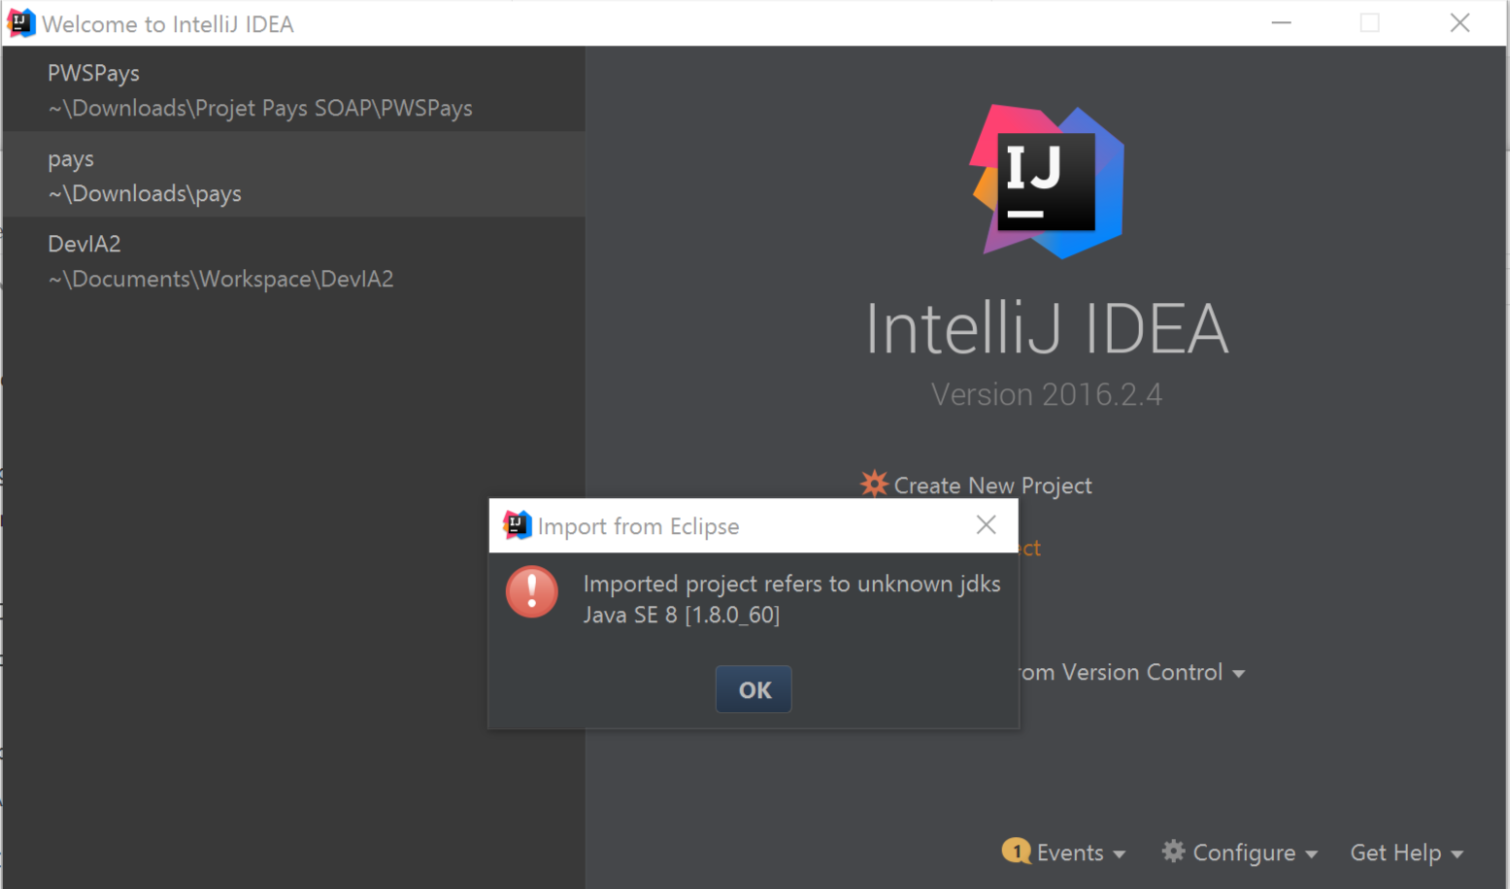 Welcome to IntelliJ IDEA
PWSPays
~\Downloads\Projet Pays SOAP\PWSPays
pays
~\Downloads\pays
DevIA2
~\Documents\Workspace\DevIA2
IJ
IntelliJ IDEA
Version 2016.2.4
Create New Project
Import from Eclipse
Imported project refers to unknown jdks
Java SE 8 [1.8.0_60]
OK
Version Control
1 Events
Configure
Get Help